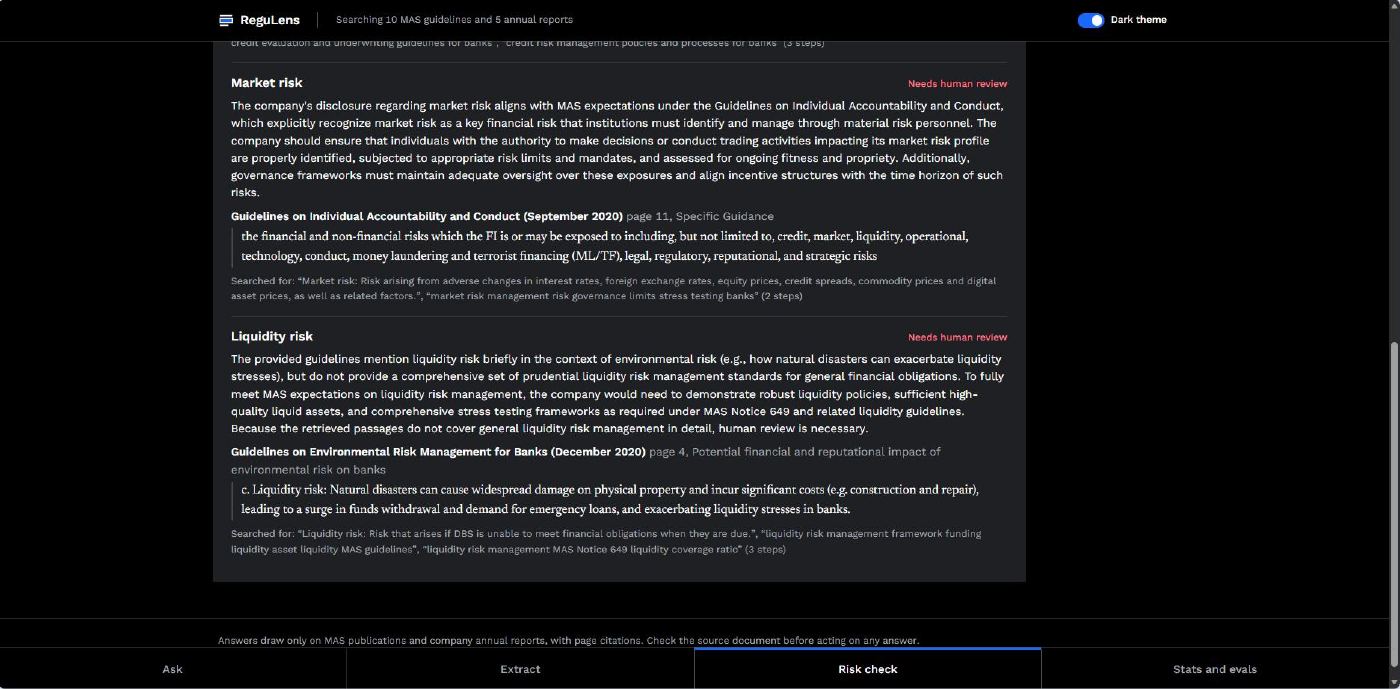 ReguLens
Searching 10 MAS guidelines and 5 annual reports
Dark theme
credit evaluation and underwriting guidelines for banks", "credit risk management policies and processes for banks" (3 steps)
Market risk
Needs human review
The company's disclosure regarding market risk aligns with MAS expectations under the Guidelines on Individual Accountability and Conduct,
which explicitly recognize market risk as a key financial risk that institutions must identify and manage through material risk personnel. The
company should ensure that individuals with the authority to make decisions or conduct trading activities impacting its market risk profile
are properly identified, subjected to appropriate risk limits and mandates, and assessed for ongoing fitness and propriety. Additionally,
governance frameworks must maintain adequate oversight over these exposures and align incentive structures with the time horizon of such
risks.
Guidelines on Individual Accountability and Conduct (September 2020) page 11, Specific Guidance
the financial and non-financial risks which the FI is or may be exposed to including, but not limited to, credit, market, liquidity, operational,
technology, conduct, money laundering and terrorist financing (ML/TF), legal, regulatory, reputational, and strategic risks
Searched for: “Market risk: Risk arising from adverse changes in interest rates, foreign exchange rates, equity prices, credit spreads, commodity prices and digital
asset prices, as well as related factors.”, “market risk management risk governance limits stress testing banks” (2 steps)
Liquidity risk
Needs human review
The provided guidelines mention liquidity risk briefly in the context of environmental risk (e.g., how natural disasters can exacerbate liquidity
stresses), but do not provide a comprehensive set of prudential liquidity risk management standards for general financial obligations. To fully
meet MAS expectations on liquidity risk management, the company would need to demonstrate robust liquidity policies, sufficient high-
quality liquid assets, and comprehensive stress testing frameworks as required under MAS Notice 649 and related liquidity guidelines.
Because the retrieved passages do not cover general liquidity risk management in detail, human review is necessary.
Guidelines on Environmental Risk Management for Banks (December 2020) page 4, Potential financial and reputational impact of
environmental risk on banks
c. Liquidity risk: Natural disasters can cause widespread damage on physical property and incur significant costs (e.g. construction and repair),
leading to a surge in funds withdrawal and demand for emergency loans, and exacerbating liquidity stresses in banks.
Searched for: “Liquidity risk: Risk that arises if DBS is unable to meet financial obligations when they are due.”, “liquidity risk management framework funding
liquidity asset liquidity MAS guidelines”, “liquidity risk management MAS Notice 649 liquidity coverage ratio” (3 steps)
Answers draw only on MAS publications and company annual reports, with page citations. Check the source document before acting on any answer.
Ask
Extract
Risk check
Stats and evals